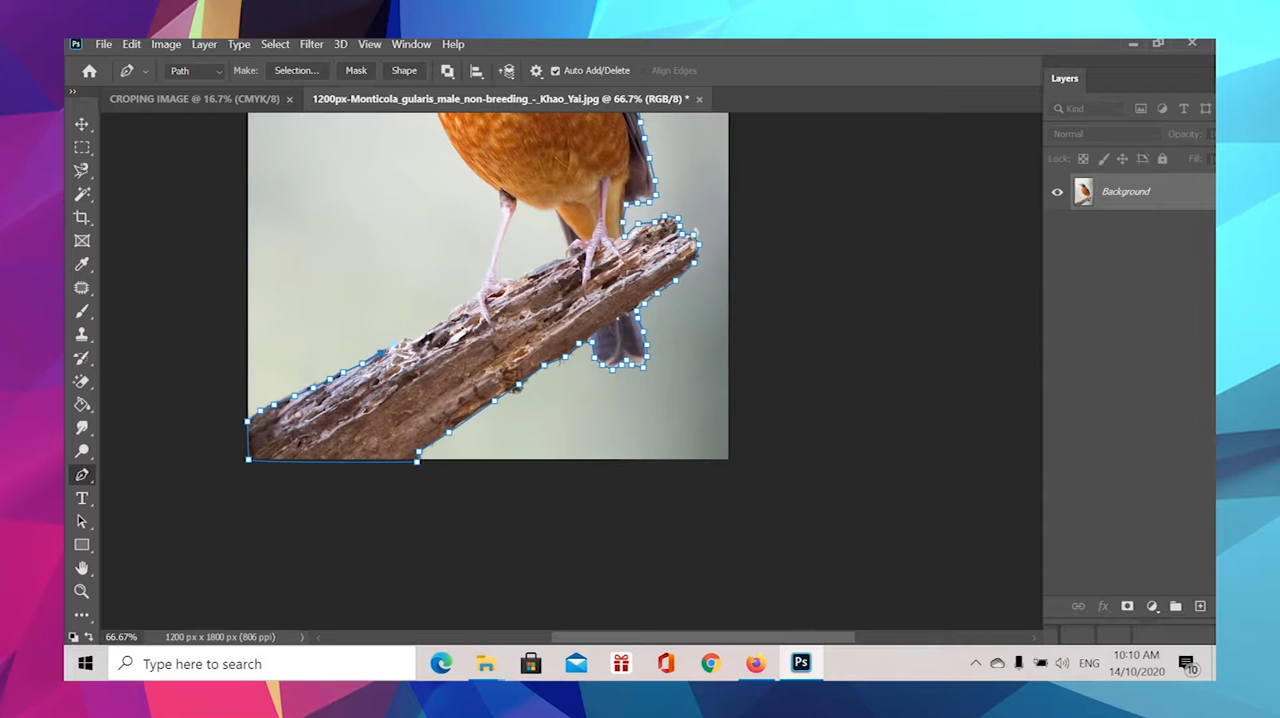 Ps File Edit Image Layer Type Select Filter 3D View Window Help
Path Make: Selection... Mask Shape Auto Add/Delete Align Edges
CROPING IMAGE @ 16.7% (CMYK/8) × 1200px-Monticola_gularis_male_non-breeding_-_Khao_Yai.jpg @ 66.7% (RGB/8) * ×
Layers
Kind
Normal Opacity:
Lock: Fill:
Background
66.67% 1200 px x 1800 px (806 ppi)
Type here to search
Ps
ENG
10:10 AM
14/10/2020
10